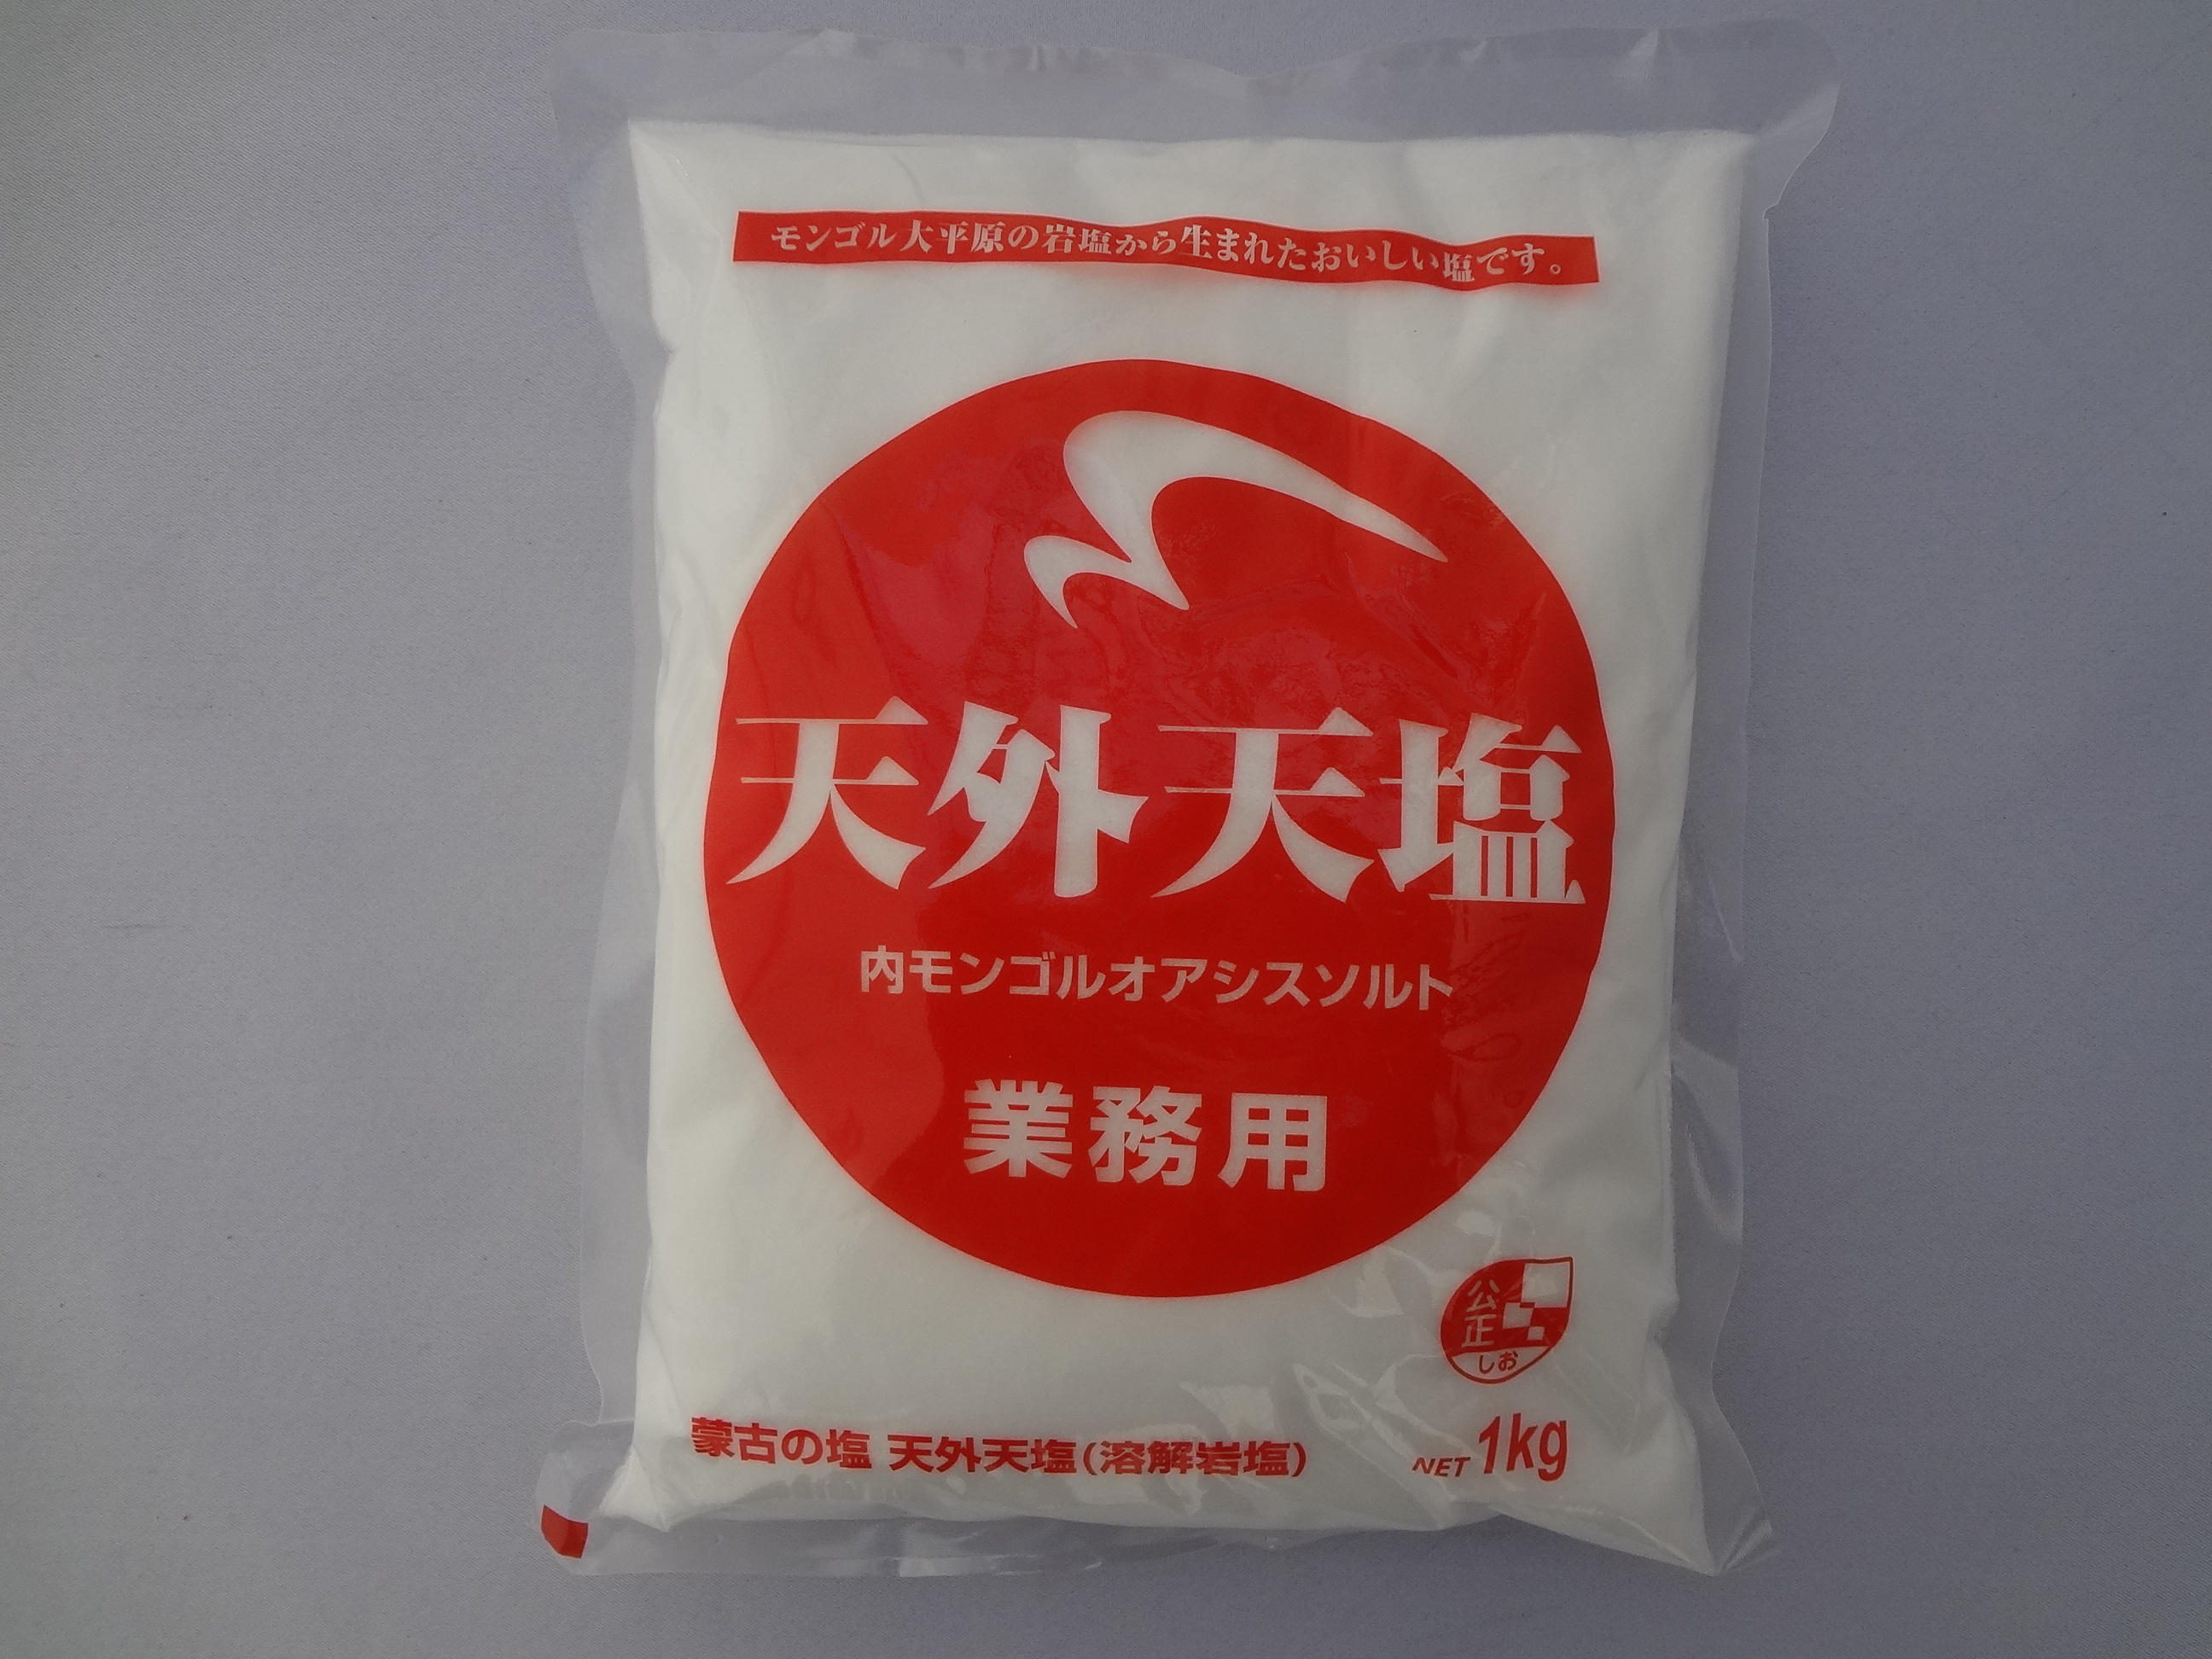 モンゴル大平原の岩塩から生まれたおいしい塩です。
天外天塩
内モンゴルオアシスソルト
業務用
公正
しお
蒙古の塩 天外天塩(溶解岩塩)
NET 1kg